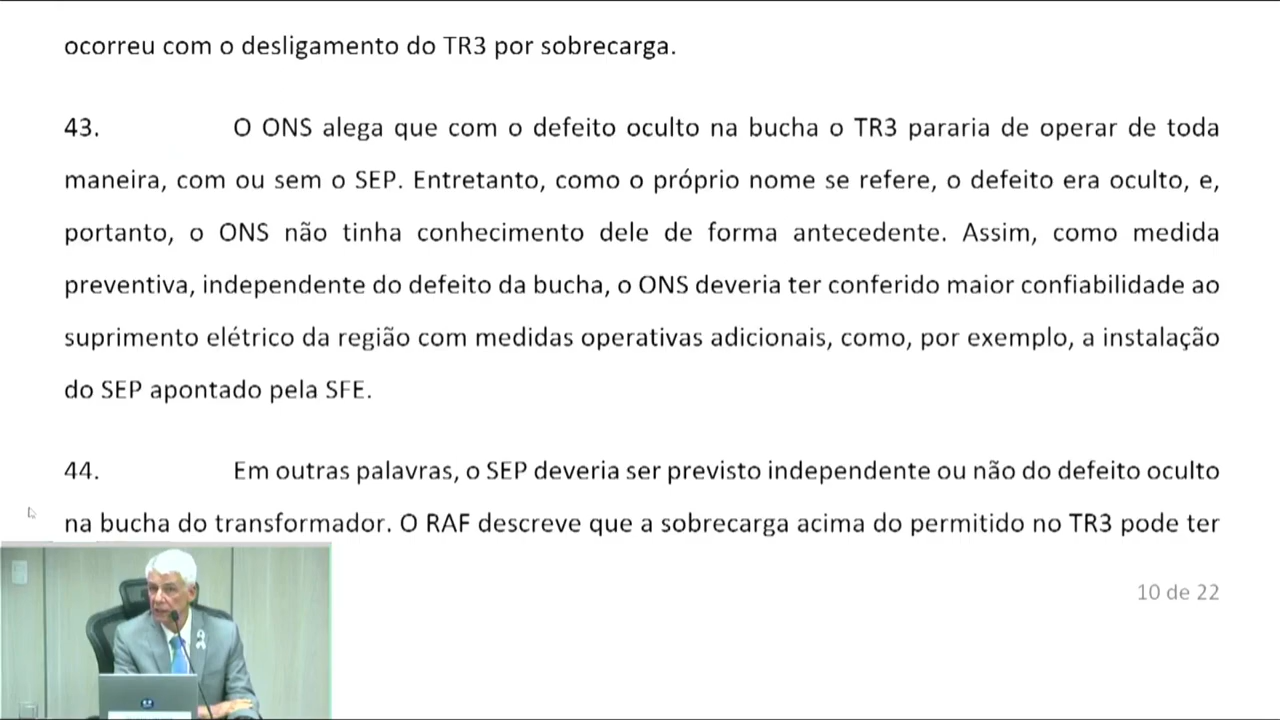 ocorreu com o desligamento do TR3 por sobrecarga.
43. O ONS alega que com o defeito oculto na bucha o TR3 pararia de operar de toda
maneira, com ou sem o SEP. Entretanto, como o próprio nome se refere, o defeito era oculto, e,
portanto, o ONS não tinha conhecimento dele de forma antecedente. Assim, como medida
preventiva, independente do defeito da bucha, o ONS deveria ter conferido maior confiabilidade ao
suprimento elétrico da região com medidas operativas adicionais, como, por exemplo, a instalação
do SEP apontado pela SFE.
44. Em outras palavras, o SEP deveria ser previsto independente ou não do defeito oculto
na bucha do transformador. O RAF descreve que a sobrecarga acima do permitido no TR3 pode ter
10 de 22